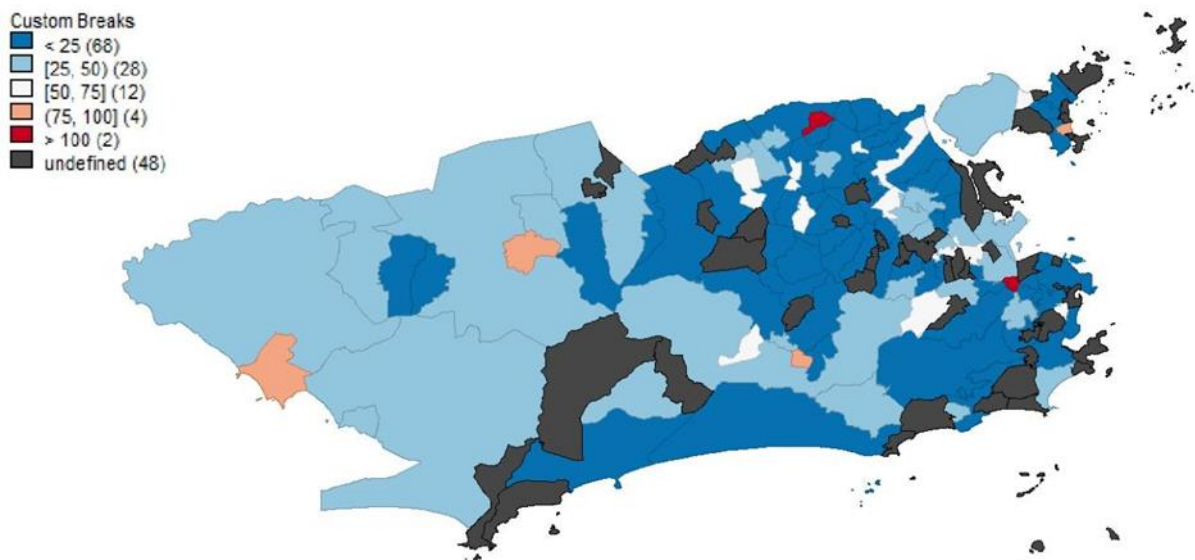 Custom Breaks
< 25 (68)
[25, 50) (28)
[50, 75] (12)
(75, 100] (4)
> 100 (2)
undefined (48)